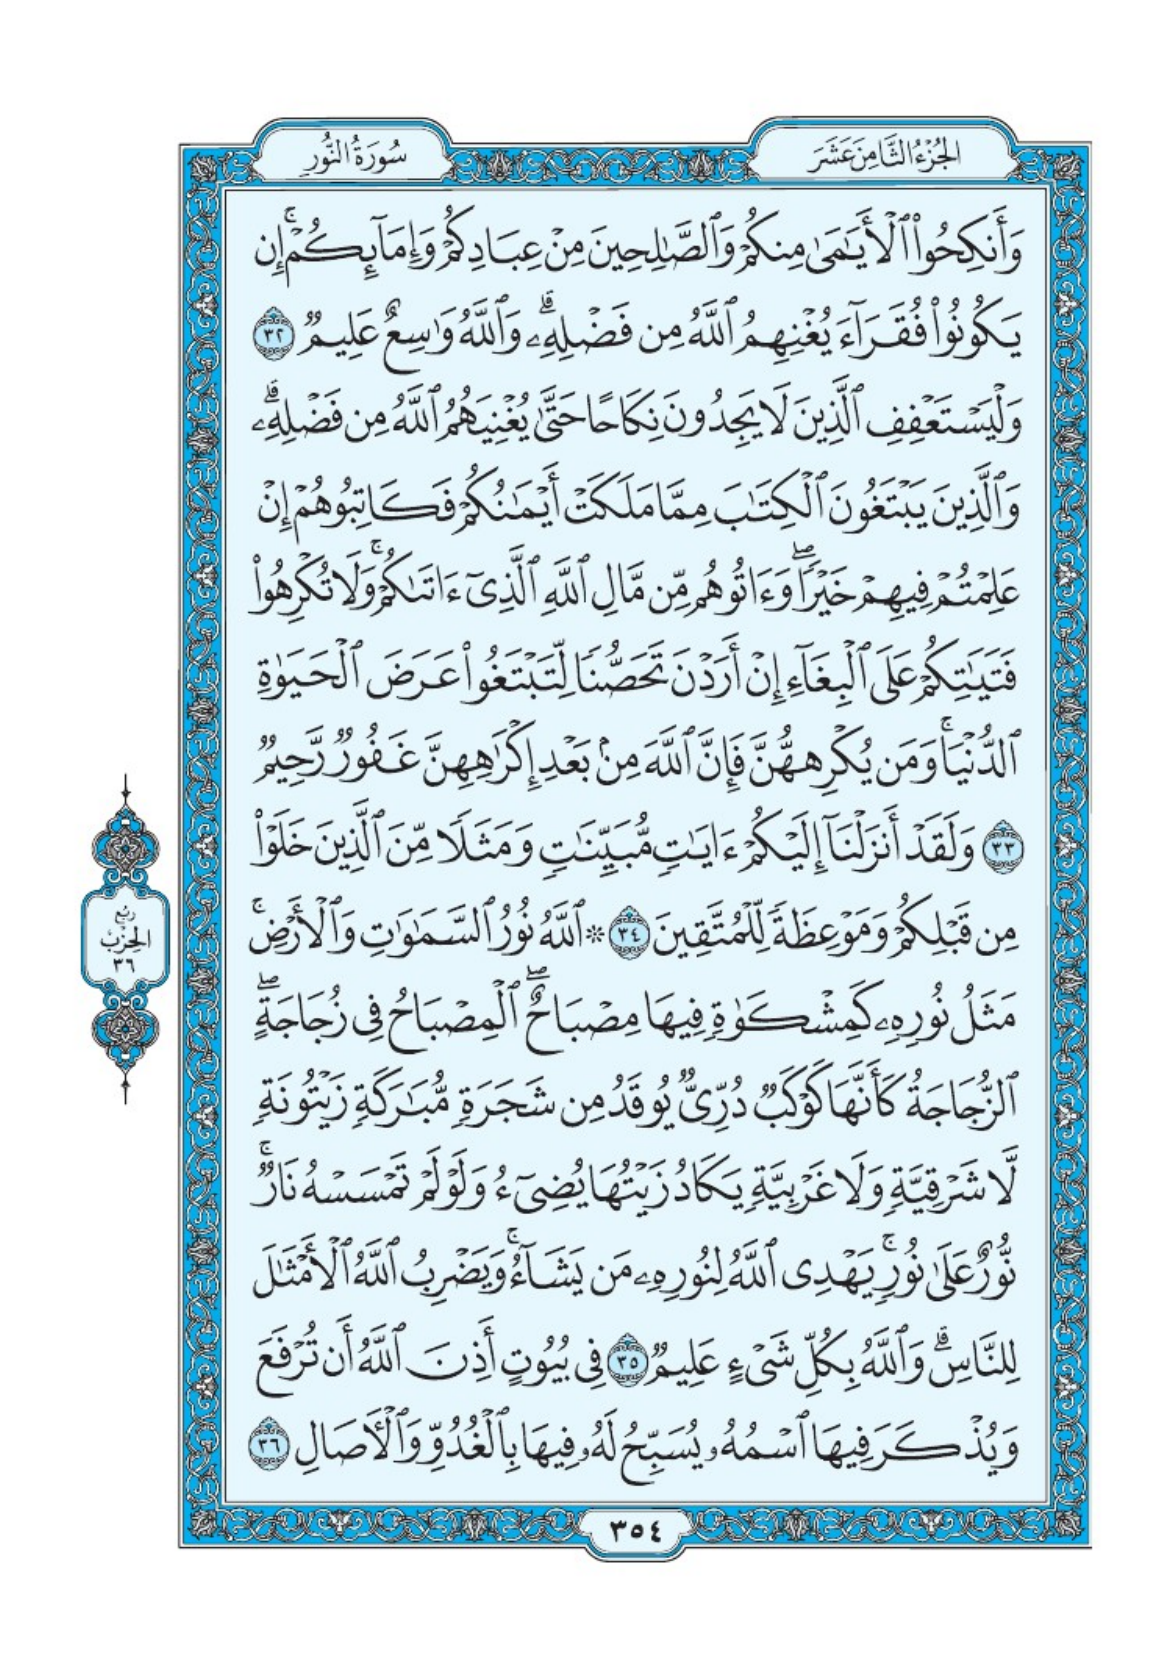 الجُزْءُ الثَّامِنَ عَشَرَ
سُورَةُ النُّورِ
وَأَنكِحُوا۟ ٱلْأَيَـٰمَىٰ مِنكُمْ وَٱلصَّـٰلِحِينَ مِنْ عِبَادِكُمْ وَإِمَآئِكُمْ ۚ إِن
يَكُونُوا۟ فُقَرَآءَ يُغْنِهِمُ ٱللَّهُ مِن فَضْلِهِۦ ۗ وَٱللَّهُ وَٰسِعٌ عَلِيمٌ ٣٢
وَلْيَسْتَعْفِفِ ٱلَّذِينَ لَا يَجِدُونَ نِكَاحًا حَتَّىٰ يُغْنِيَهُمُ ٱللَّهُ مِن فَضْلِهِۦ ۗ
وَٱلَّذِينَ يَبْتَغُونَ ٱلْكِتَـٰبَ مِمَّا مَلَكَتْ أَيْمَـٰنُكُمْ فَكَاتِبُوهُمْ إِنْ
عَلِمْتُمْ فِيهِمْ خَيْرًا ۖ وَءَاتُوهُم مِّن مَّالِ ٱللَّهِ ٱلَّذِىٓ ءَاتَىٰكُمْ ۚ وَلَا تُكْرِهُوا۟
فَتَيَـٰتِكُمْ عَلَى ٱلْبِغَآءِ إِنْ أَرَدْنَ تَحَصُّنًا لِّتَبْتَغُوا۟ عَرَضَ ٱلْحَيَوٰةِ
ٱلدُّنْيَا ۚ وَمَن يُكْرِههُّنَّ فَإِنَّ ٱللَّهَ مِنۢ بَعْدِ إِكْرَٰهِهِنَّ غَفُورٌ رَّحِيمٌ
٣٣ وَلَقَدْ أَنزَلْنَآ إِلَيْكُمْ ءَايَـٰتٍ مُّبَيِّنَـٰتٍ وَمَثَلًا مِّنَ ٱلَّذِينَ خَلَوْا۟
مِن قَبْلِكُمْ وَمَوْعِظَةً لِّلْمُتَّقِينَ ٣٤ * ٱللَّهُ نُورُ ٱلسَّمَـٰوَٰتِ وَٱلْأَرْضِ ۚ
مَثَلُ نُورِهِۦ كَمِشْكَوٰةٍ فِيهَا مِصْبَاحٌ ۖ ٱلْمِصْبَاحُ فِى زُجَاجَةٍ ۖ
ٱلزُّجَاجَةُ كَأَنَّهَا كَوْكَبٌ دُرِّىٌّ يُوقَدُ مِن شَجَرَةٍ مُّبَـٰرَكَةٍ زَيْتُونَةٍ
لَّا شَرْقِيَّةٍ وَلَا غَرْبِيَّةٍ يَكَادُ زَيْتُهَا يُضِىٓءُ وَلَوْ لَمْ تَمْسَسْهُ نَارٌ ۚ
نُّورٌ عَلَىٰ نُورٍ ۗ يَهْدِى ٱللَّهُ لِنُورِهِۦ مَن يَشَآءُ ۚ وَيَضْرِبُ ٱللَّهُ ٱلْأَمْثَـٰلَ
لِلنَّاسِ ۗ وَٱللَّهُ بِكُلِّ شَىْءٍ عَلِيمٌ ٣٥ فِى بُيُوتٍ أَذِنَ ٱللَّهُ أَن تُرْفَعَ
وَيُذْكَرَ فِيهَا ٱسْمُهُۥ يُسَبِّحُ لَهُۥ فِيهَا بِٱلْغُدُوِّ وَٱلْـَٔاصَالِ ٣٦
رُبْع
الحِزْب
٣٦
٣٥٤